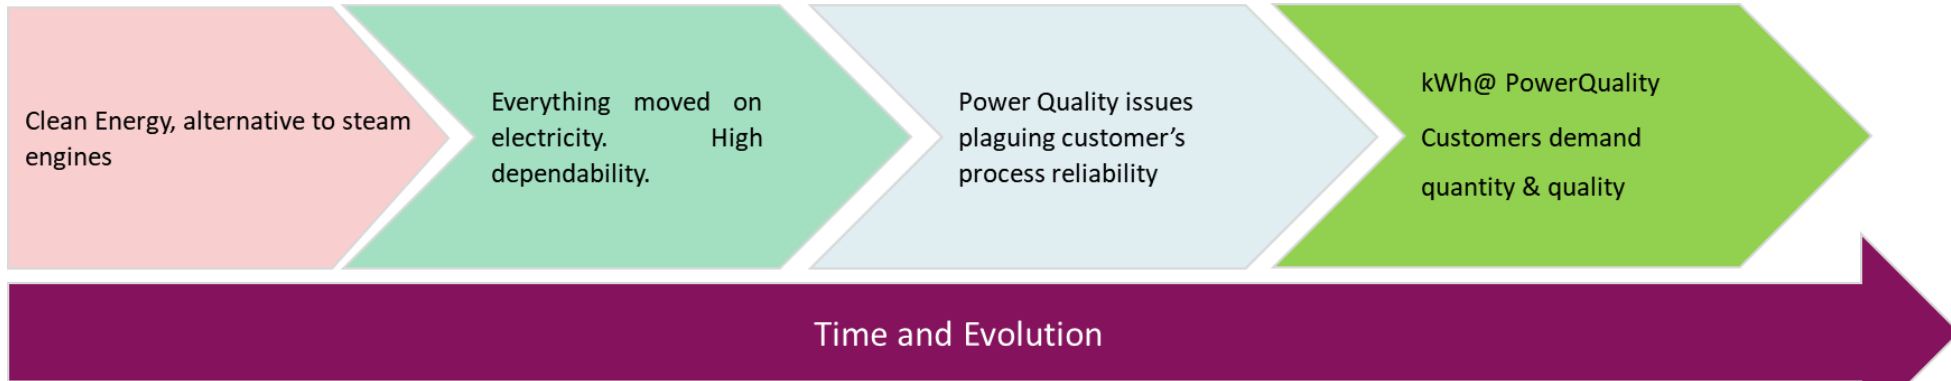 Clean Energy, alternative to steam
engines
Everything moved on
electricity. High
dependability.
Power Quality issues
plaguing customer’s
process reliability
kWh@ PowerQuality
Customers demand
quantity & quality
Time and Evolution